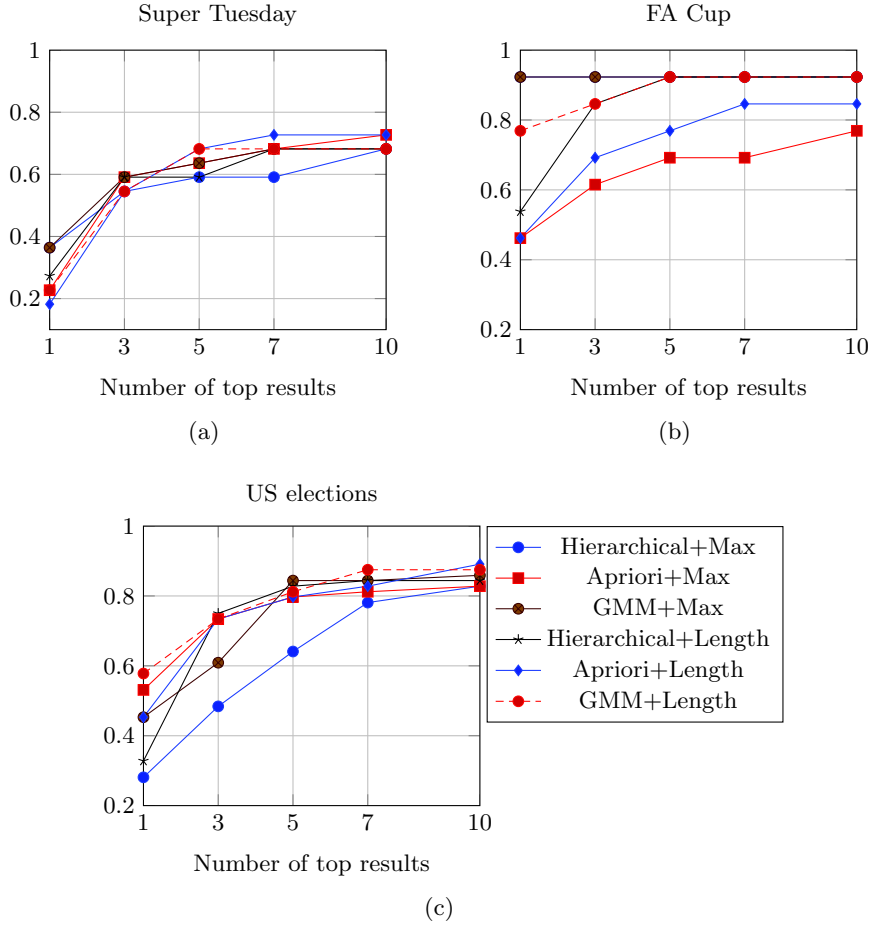 Super Tuesday
1
0.8
0.6
0.4
0.2
1 3 5 7 10
Number of top results
(a)
FA Cup
1
0.8
0.6
0.4
0.2
1 3 5 7 10
Number of top results
(b)
US elections
1
0.8
0.6
0.4
0.2
1 3 5 7 10
Number of top results
(c)
Hierarchical+Max
Apriori+Max
GMM+Max
Hierarchical+Length
Apriori+Length
GMM+Length